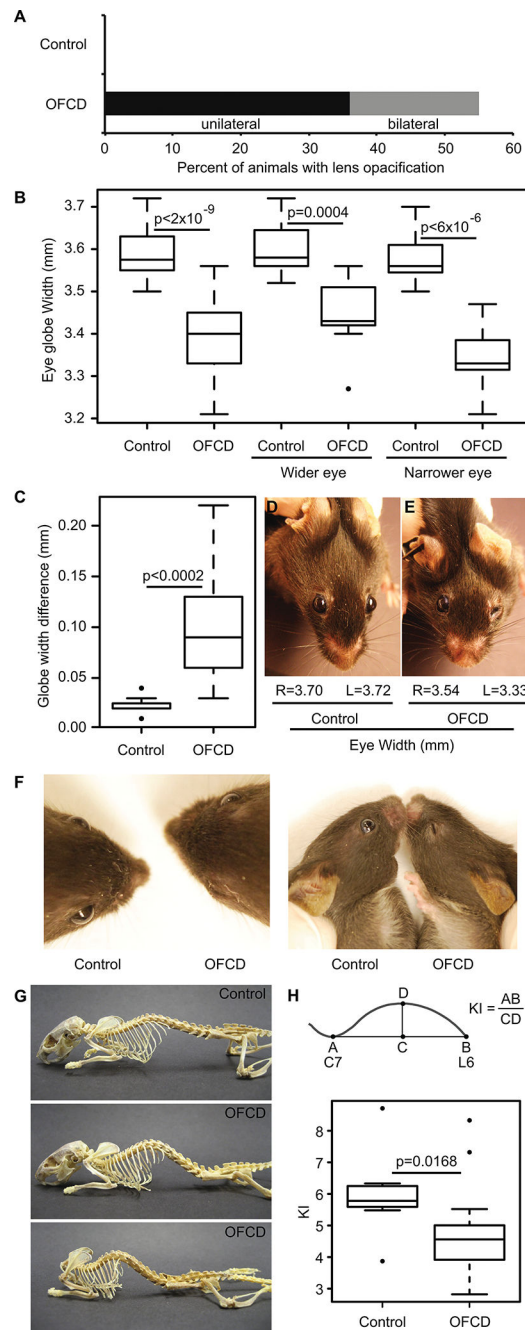 A
Control
OFCD
unilateral bilateral
0 10 20 30 40 50 60
Percent of animals with lens opacification
B
Eye globe Width (mm)
3.7
3.6
3.5
3.4
3.3
3.2
p<2x10^-9
p=0.0004
p<6x10^-6
Control OFCD Control OFCD Control OFCD
Wider eye Narrower eye
C
Globe width difference (mm)
0.20
0.15
0.10
0.05
0.00
p<0.0002
Control OFCD
D E
R=3.70 L=3.72 R=3.54 L=3.33
Control OFCD
Eye Width (mm)
F
Control OFCD Control OFCD
G
Control
OFCD
OFCD
H
D
KI = AB
CD
A C B
C7 L6
KI
8
7
6
5
4
3
p=0.0168
Control OFCD